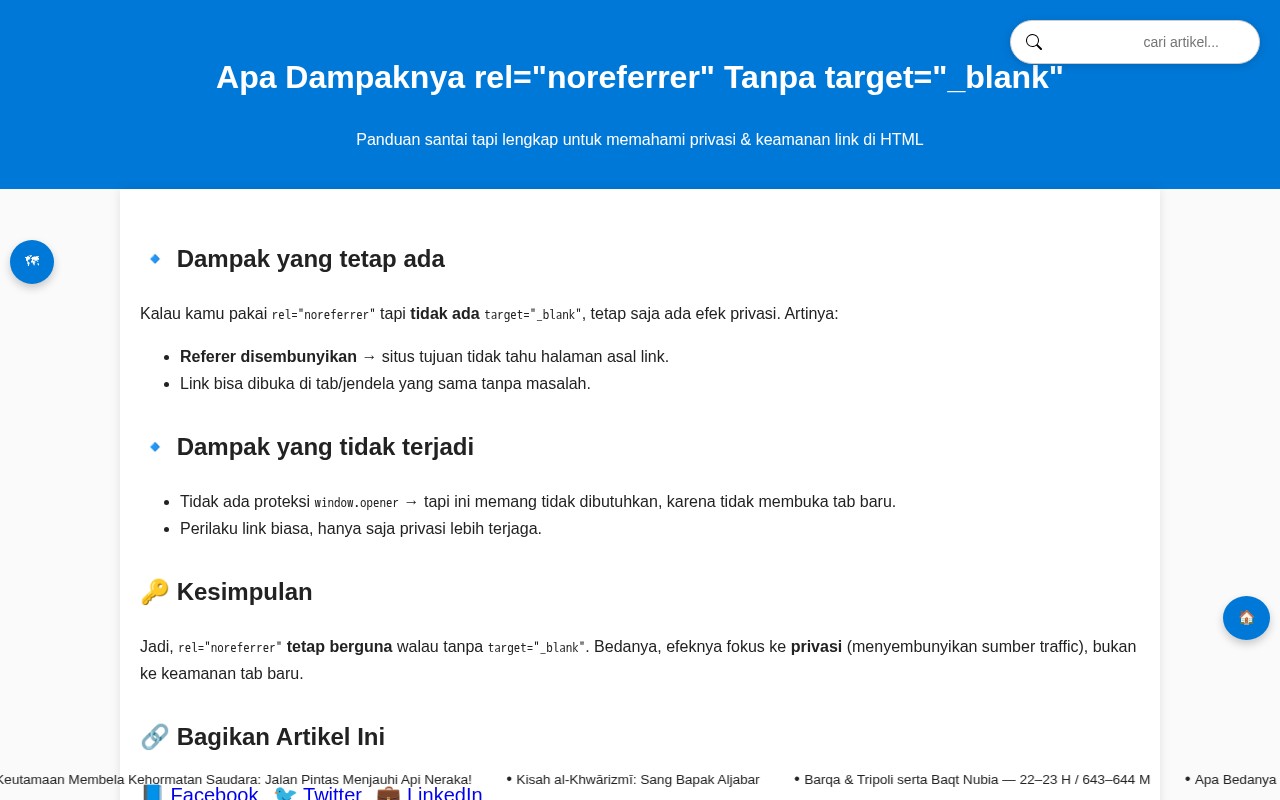 cari artikel...
Apa Dampaknya rel="noreferrer" Tanpa target="_blank"
Panduan santai tapi lengkap untuk memahami privasi & keamanan link di HTML
🔹 Dampak yang tetap ada
Kalau kamu pakai rel="noreferrer" tapi tidak ada target="_blank", tetap saja ada efek privasi. Artinya:
• Referer disembunyikan → situs tujuan tidak tahu halaman asal link.
• Link bisa dibuka di tab/jendela yang sama tanpa masalah.
🔹 Dampak yang tidak terjadi
• Tidak ada proteksi window.opener → tapi ini memang tidak dibutuhkan, karena tidak membuka tab baru.
• Perilaku link biasa, hanya saja privasi lebih terjaga.
🔑 Kesimpulan
Jadi, rel="noreferrer" tetap berguna walau tanpa target="_blank". Bedanya, efeknya fokus ke privasi (menyembunyikan sumber traffic), bukan
ke keamanan tab baru.
🔗 Bagikan Artikel Ini
Keutamaan Membela Kehormatan Saudara: Jalan Pintas Menjauhi Api Neraka! • Kisah al-Khwārizmī: Sang Bapak Aljabar • Barqa & Tripoli serta Baqt Nubia — 22–23 H / 643–644 M • Apa Bedanya
📘 Facebook 🐦 Twitter 💼 LinkedIn